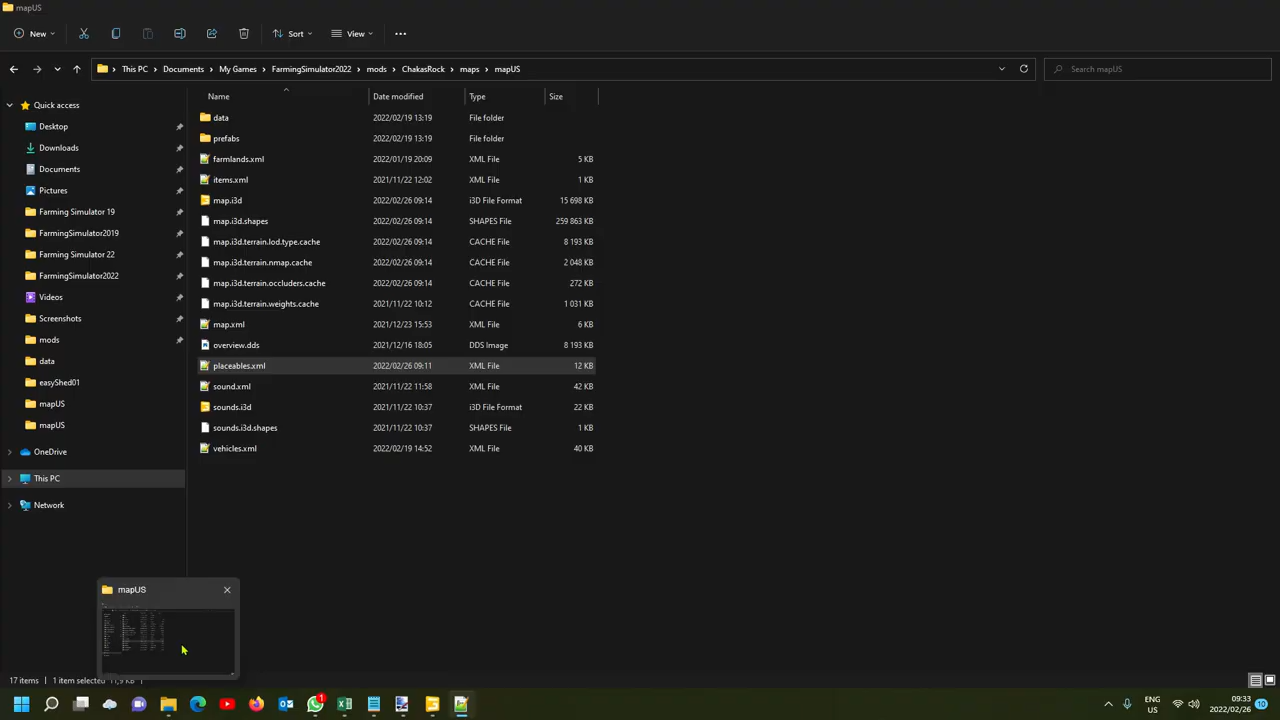 mapUS
New
Sort
View
This PC
Documents
My Games
FarmingSimulator2022
mods
ChakasRock
maps
mapUS
Search mapUS
Name Date modified Type Size
Quick access
Desktop
Downloads
Documents
Pictures
Farming Simulator 19
FarmingSimulator2019
Farming Simulator 22
FarmingSimulator2022
Videos
Screenshots
mods
data
easyShed01
mapUS
mapUS
OneDrive
This PC
Network
data 2022/02/19 13:19 File folder
prefabs 2022/02/19 13:19 File folder
farmlands.xml 2022/01/19 20:09 XML File 5 KB
items.xml 2021/11/22 12:02 XML File 1 KB
map.i3d 2022/02/26 09:14 i3D File Format 15 698 KB
map.i3d.shapes 2022/02/26 09:14 SHAPES File 259 863 KB
map.i3d.terrain.lod.type.cache 2022/02/26 09:14 CACHE File 8 193 KB
map.i3d.terrain.nmap.cache 2022/02/26 09:14 CACHE File 2 048 KB
map.i3d.terrain.occluders.cache 2022/02/26 09:14 CACHE File 272 KB
map.i3d.terrain.weights.cache 2021/11/22 10:12 CACHE File 1 031 KB
map.xml 2021/12/23 15:53 XML File 6 KB
overview.dds 2021/12/16 18:05 DDS Image 8 193 KB
placeables.xml 2022/02/26 09:11 XML File 12 KB
sound.xml 2021/11/22 11:58 XML File 42 KB
sounds.i3d 2021/11/22 10:37 i3D File Format 22 KB
sounds.i3d.shapes 2021/11/22 10:37 SHAPES File 1 KB
vehicles.xml 2022/02/19 14:52 XML File 40 KB
mapUS
17 items 1 item selected 11,9 KB
1
ENG
US
09:33
2022/02/26
10